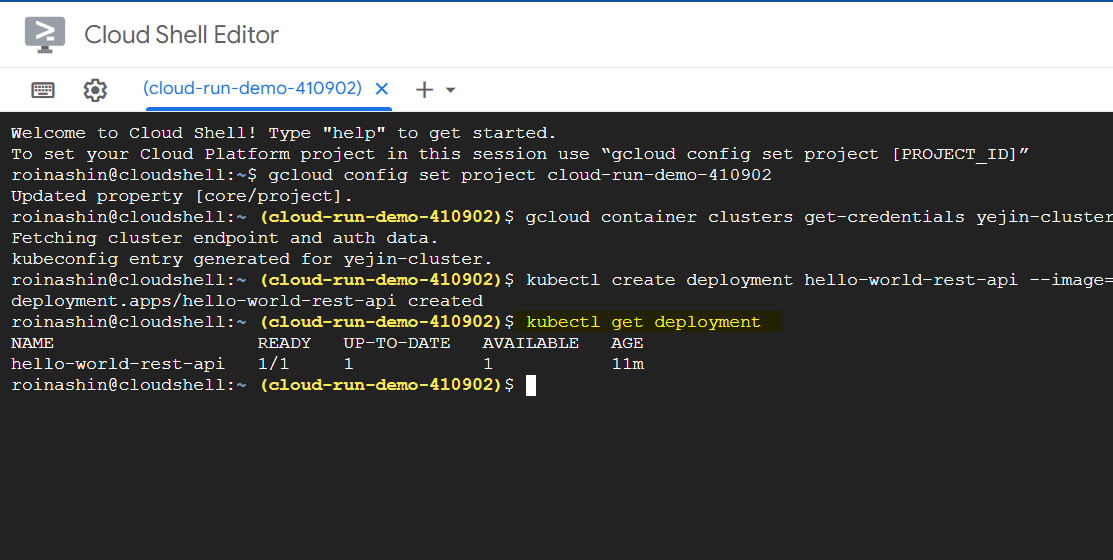 Cloud Shell Editor
(cloud-run-demo-410902)
Welcome to Cloud Shell! Type "help" to get started.
To set your Cloud Platform project in this session use “gcloud config set project [PROJECT_ID]”
roinashin@cloudshell:~$ gcloud config set project cloud-run-demo-410902
Updated property [core/project].
roinashin@cloudshell:~ (cloud-run-demo-410902)$ gcloud container clusters get-credentials yejin-cluster
Fetching cluster endpoint and auth data.
kubeconfig entry generated for yejin-cluster.
roinashin@cloudshell:~ (cloud-run-demo-410902)$ kubectl create deployment hello-world-rest-api --image=
deployment.apps/hello-world-rest-api created
roinashin@cloudshell:~ (cloud-run-demo-410902)$ kubectl get deployment
NAME READY UP-TO-DATE AVAILABLE AGE
hello-world-rest-api 1/1 1 1 11m
roinashin@cloudshell:~ (cloud-run-demo-410902)$